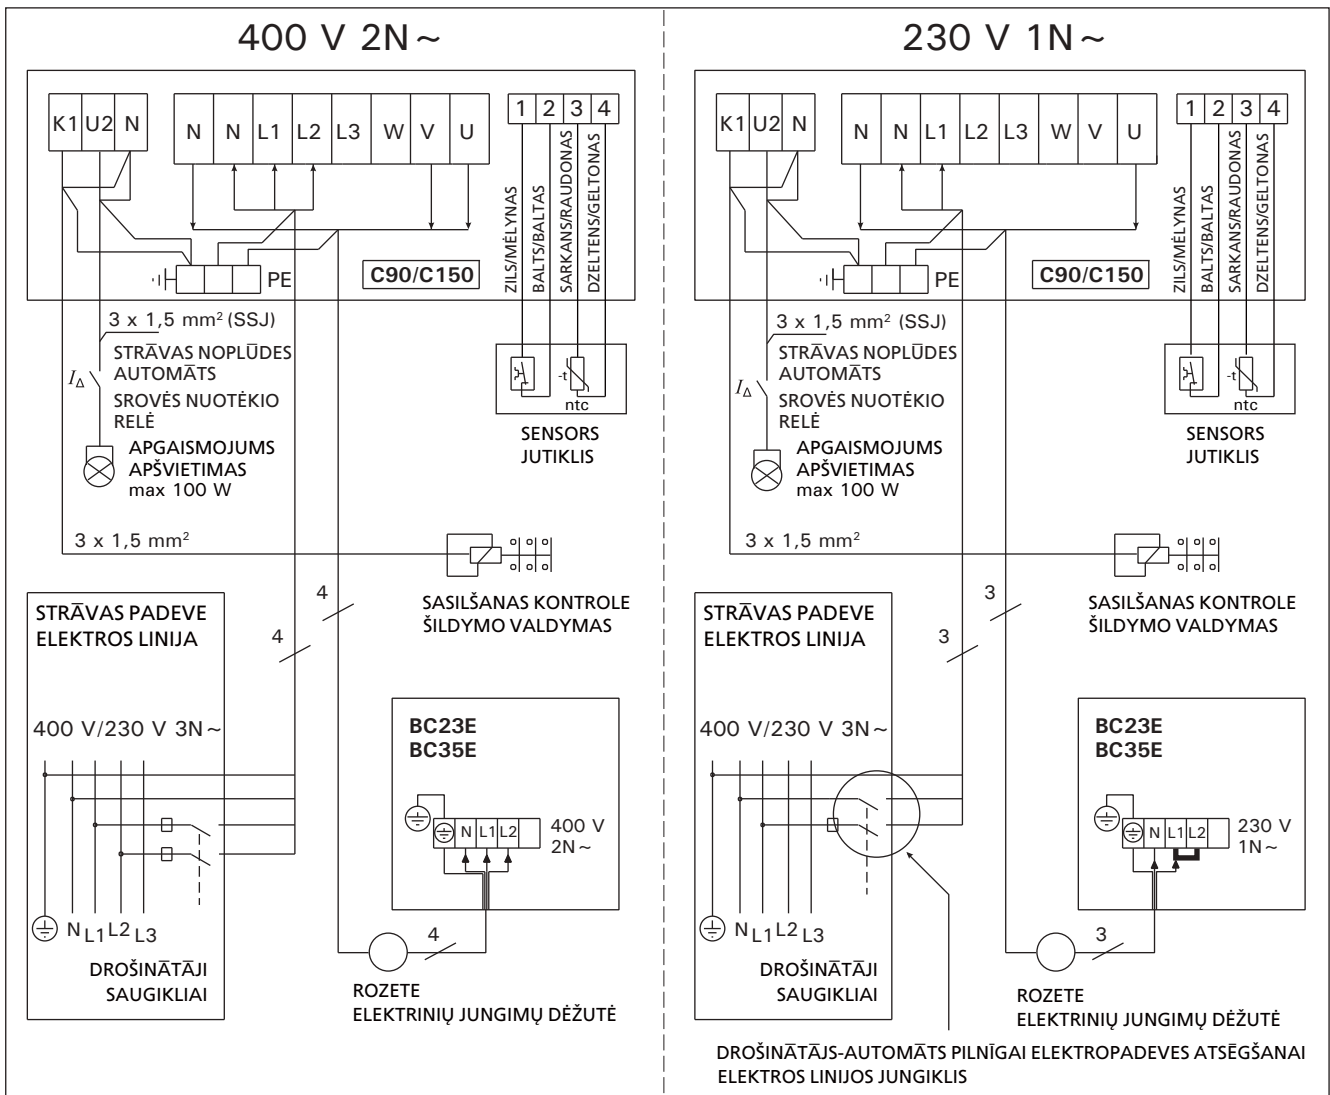 400 V 2N~
K1 U2 N
N N L1 L2 L3 W V U
1 2 3 4
ZILS/MĖLYNAS
BALTS/BALTAS
SARKANS/RAUDONAS
DZELTENS/GELTONAS
PE
C90/C150
3 x 1,5 mm² (SSJ)
STRĀVAS NOPLŪDES
AUTOMĀTS
SROVĖS NUOTĖKIO
RELĖ
I∆
APGAISMOJUMS
APŠVIETIMAS
max 100 W
-t
ntc
SENSORS
JUTIKLIS
3 x 1,5 mm²
SASILŠANAS KONTROLE
ŠILDYMO VALDYMAS
4
4
STRĀVAS PADEVE
ELEKTROS LINIJA
400 V/230 V 3N~
N L1 L2 L3
DROŠINĀTĀJI
SAUGIKLIAI
BC23E
BC35E
N L1 L2
400 V
2N~
4
ROZETE
ELEKTRINIŲ JUNGIMŲ DĖŽUTĖ
230 V 1N~
K1 U2 N
N N L1 L2 L3 W V U
1 2 3 4
ZILS/MĖLYNAS
BALTS/BALTAS
SARKANS/RAUDONAS
DZELTENS/GELTONAS
PE
C90/C150
3 x 1,5 mm² (SSJ)
STRĀVAS NOPLŪDES
AUTOMĀTS
SROVĖS NUOTĖKIO
RELĖ
I∆
APGAISMOJUMS
APŠVIETIMAS
max 100 W
-t
ntc
SENSORS
JUTIKLIS
3 x 1,5 mm²
SASILŠANAS KONTROLE
ŠILDYMO VALDYMAS
3
3
STRĀVAS PADEVE
ELEKTROS LINIJA
400 V/230 V 3N~
N L1 L2 L3
DROŠINĀTĀJI
SAUGIKLIAI
BC23E
BC35E
N L1 L2
230 V
1N~
3
ROZETE
ELEKTRINIŲ JUNGIMŲ DĖŽUTĖ
DROŠINĀTĀJS-AUTOMĀTS PILNĪGAI ELEKTROPADEVES ATSĒGŠANAI
ELEKTROS LINIJOS JUNGIKLIS